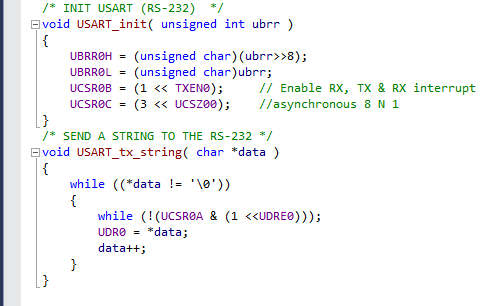 /* INIT USART (RS-232)  */
void USART_init( unsigned int ubrr )
{
    UBRR0H = (unsigned char)(ubrr>>8);
    UBRR0L = (unsigned char)ubrr;
    UCSR0B = (1 << TXEN0);     // Enable RX, TX & RX interrupt
    UCSR0C = (3 << UCSZ00);    //asynchronous 8 N 1
}
/* SEND A STRING TO THE RS-232 */
void USART_tx_string( char *data )
{
    while ((*data != '\0'))
    {
        while (!(UCSR0A & (1 <<UDRE0)));
        UDR0 = *data;
        data++;
    }
}